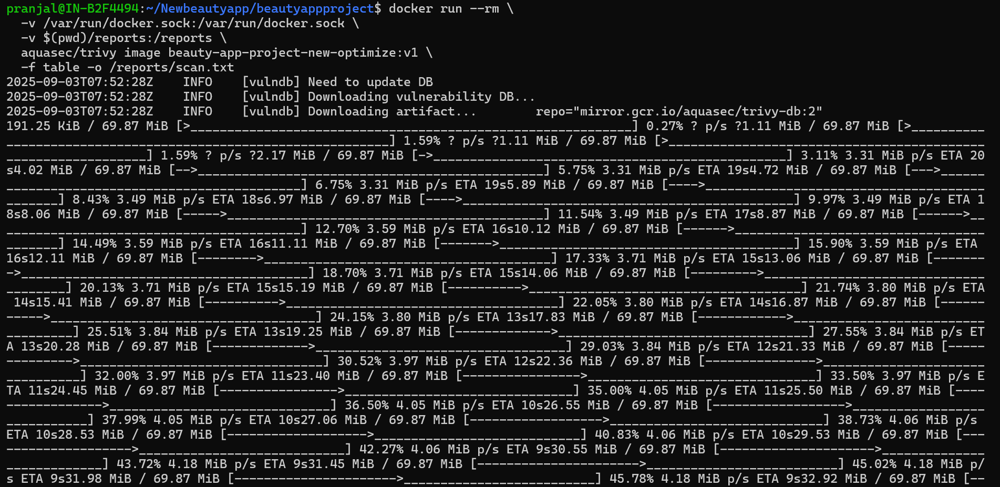 pranjal@IN-B2F4494:~/Newbeautyapp/beautyappproject$ docker run --rm \
  -v /var/run/docker.sock:/var/run/docker.sock \
  -v $(pwd)/reports:/reports \
  aquasec/trivy image beauty-app-project-new-optimize:v1 \
  -f table -o /reports/scan.txt
2025-09-03T07:52:28Z    INFO    [vulndb] Need to update DB
2025-09-03T07:52:28Z    INFO    [vulndb] Downloading vulnerability DB...
2025-09-03T07:52:28Z    INFO    [vulndb] Downloading artifact...        repo="mirror.gcr.io/aquasec/trivy-db:2"
191.25 KiB / 69.87 MiB [>____________________________________________________________] 0.27% ? p/s ?1.11 MiB / 69.87 MiB [>__________
____________________________________________________] 1.59% ? p/s ?1.11 MiB / 69.87 MiB [>___________________________________________
___________________] 1.59% ? p/s ?2.17 MiB / 69.87 MiB [->________________________________________________] 3.11% 3.31 MiB p/s ETA 20
s4.02 MiB / 69.87 MiB [-->_______________________________________________] 5.75% 3.31 MiB p/s ETA 19s4.72 MiB / 69.87 MiB [--->______
________________________________________] 6.75% 3.31 MiB p/s ETA 19s5.89 MiB / 69.87 MiB [---->______________________________________
_______] 8.43% 3.49 MiB p/s ETA 18s6.97 MiB / 69.87 MiB [---->_____________________________________________] 9.97% 3.49 MiB p/s ETA 1
8s8.06 MiB / 69.87 MiB [----->___________________________________________] 11.54% 3.49 MiB p/s ETA 17s8.87 MiB / 69.87 MiB [------>__
________________________________________] 12.70% 3.59 MiB p/s ETA 16s10.12 MiB / 69.87 MiB [------>__________________________________
_______] 14.49% 3.59 MiB p/s ETA 16s11.11 MiB / 69.87 MiB [------->________________________________________] 15.90% 3.59 MiB p/s ETA
16s12.11 MiB / 69.87 MiB [-------->_______________________________________] 17.33% 3.71 MiB p/s ETA 15s13.06 MiB / 69.87 MiB [-------
->_______________________________________] 18.70% 3.71 MiB p/s ETA 15s14.06 MiB / 69.87 MiB [--------->______________________________
________] 20.13% 3.71 MiB p/s ETA 15s15.19 MiB / 69.87 MiB [---------->_____________________________________] 21.74% 3.80 MiB p/s ETA
 14s15.41 MiB / 69.87 MiB [---------->_____________________________________] 22.05% 3.80 MiB p/s ETA 14s16.87 MiB / 69.87 MiB [------
----->____________________________________] 24.15% 3.80 MiB p/s ETA 13s17.83 MiB / 69.87 MiB [------------>__________________________
_________] 25.51% 3.84 MiB p/s ETA 13s19.25 MiB / 69.87 MiB [------------->__________________________________] 27.55% 3.84 MiB p/s ET
A 13s20.28 MiB / 69.87 MiB [------------->__________________________________] 29.03% 3.84 MiB p/s ETA 12s21.33 MiB / 69.87 MiB [-----
--------->_________________________________] 30.52% 3.97 MiB p/s ETA 12s22.36 MiB / 69.87 MiB [--------------->______________________
__________] 32.00% 3.97 MiB p/s ETA 11s23.40 MiB / 69.87 MiB [---------------->_______________________________] 33.50% 3.97 MiB p/s E
TA 11s24.45 MiB / 69.87 MiB [---------------->_______________________________] 35.00% 4.05 MiB p/s ETA 11s25.50 MiB / 69.87 MiB [----
------------->______________________________] 36.50% 4.05 MiB p/s ETA 10s26.55 MiB / 69.87 MiB [------------------>__________________
___________] 37.99% 4.05 MiB p/s ETA 10s27.06 MiB / 69.87 MiB [------------------>_____________________________] 38.73% 4.06 MiB p/s
ETA 10s28.53 MiB / 69.87 MiB [------------------->____________________________] 40.83% 4.06 MiB p/s ETA 10s29.53 MiB / 69.87 MiB [---
----------------->____________________________] 42.27% 4.06 MiB p/s ETA 9s30.55 MiB / 69.87 MiB [--------------------->______________
_____________] 43.72% 4.18 MiB p/s ETA 9s31.45 MiB / 69.87 MiB [---------------------->__________________________] 45.02% 4.18 MiB p/
s ETA 9s31.98 MiB / 69.87 MiB [---------------------->__________________________] 45.78% 4.18 MiB p/s ETA 9s32.92 MiB / 69.87 MiB [--